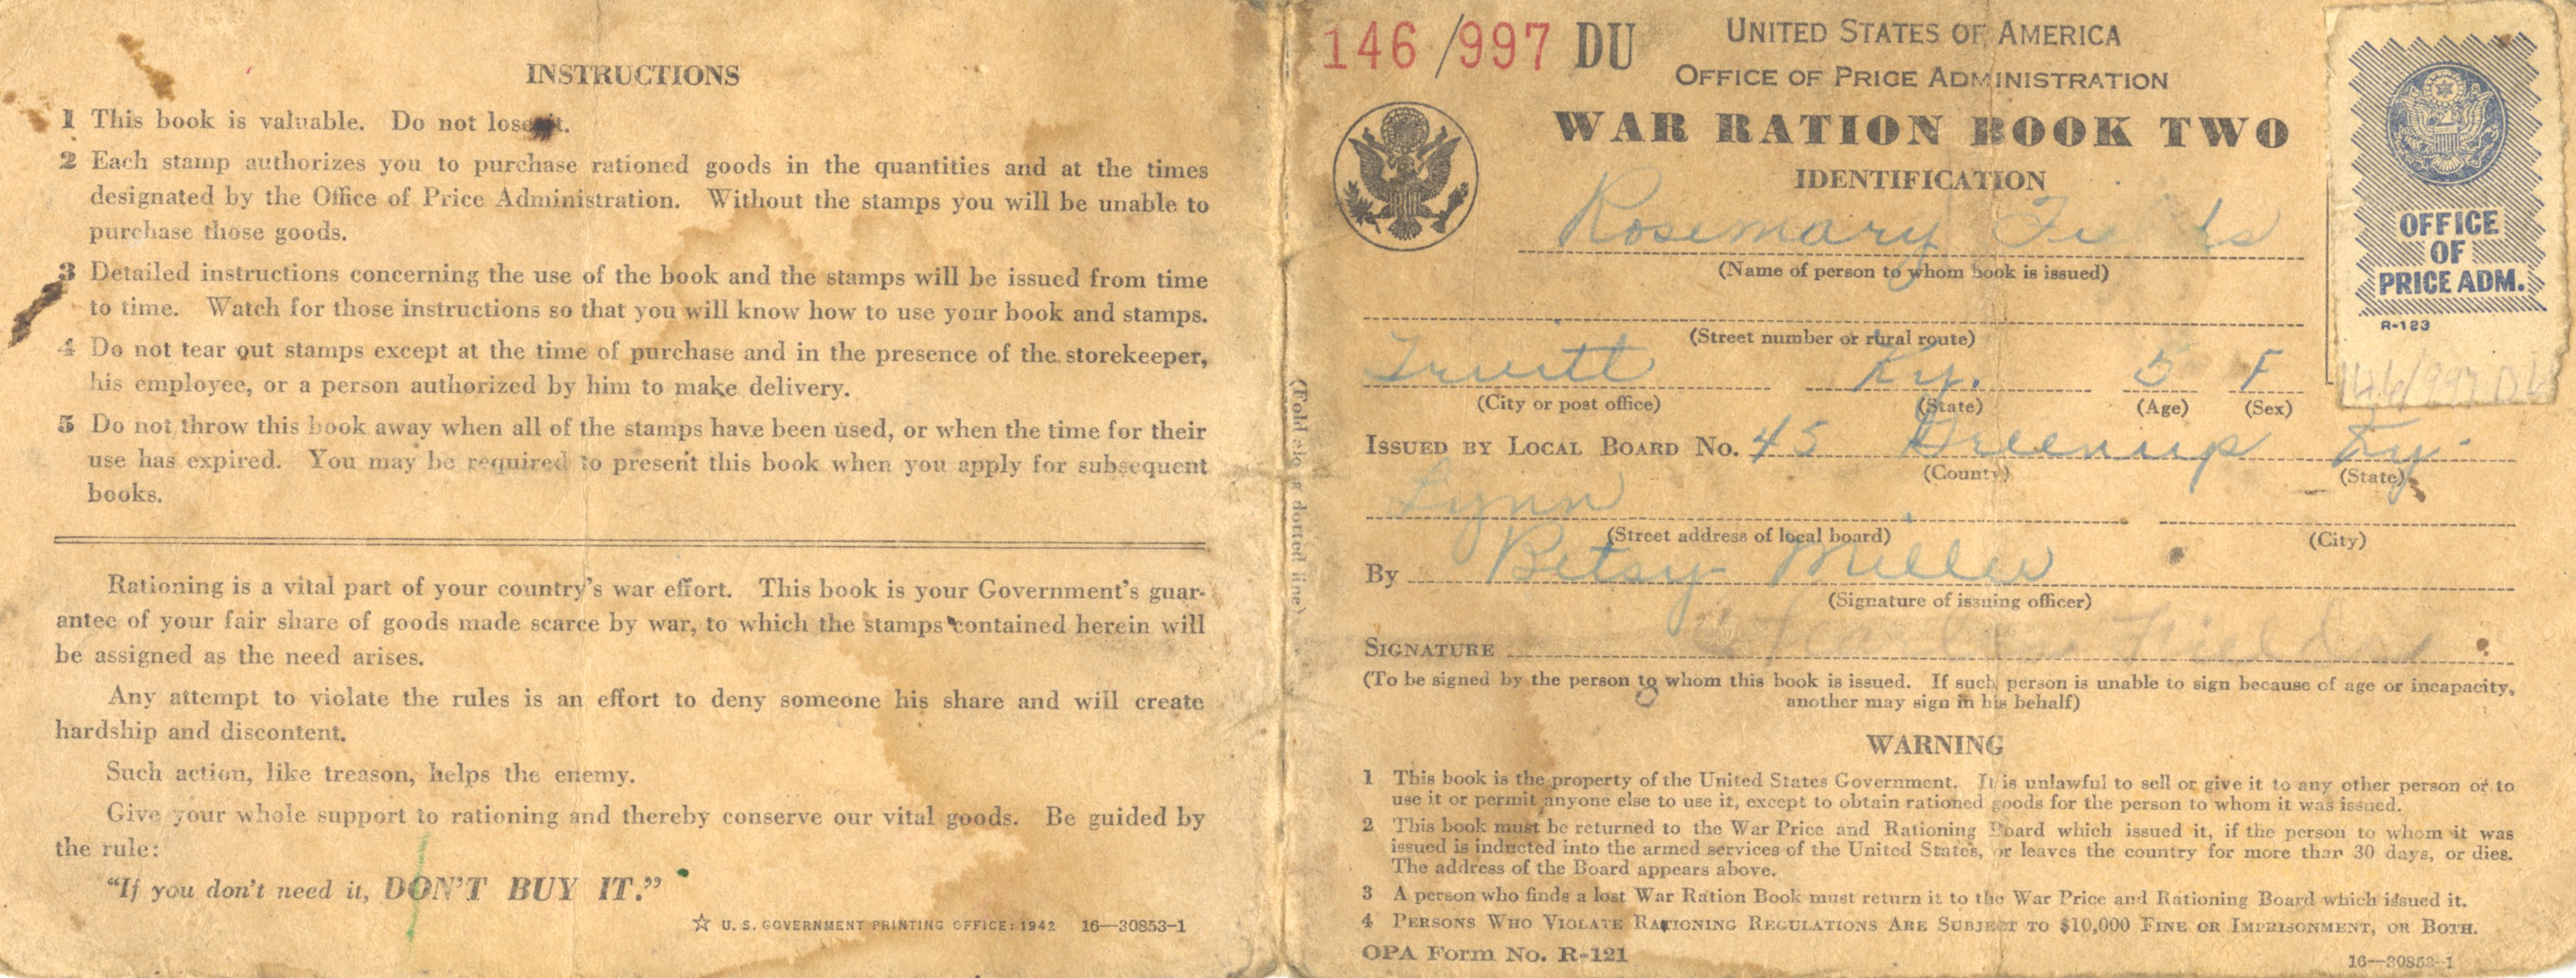 INSTRUCTIONS
1 This book is valuable. Do not lose it.
2 Each stamp authorizes you to purchase rationed goods in the quantities and at the times
designated by the Office of Price Administration. Without the stamps you will be unable to
purchase those goods.
3 Detailed instructions concerning the use of the book and the stamps will be issued from time
to time. Watch for those instructions so that you will know how to use your book and stamps.
4 Do not tear out stamps except at the time of purchase and in the presence of the storekeeper,
his employee, or a person authorized by him to make delivery.
5 Do not throw this book away when all of the stamps have been used, or when the time for their
use has expired. You may be required to present this book when you apply for subsequent
books.
Rationing is a vital part of your country's war effort. This book is your Government's guar-
antee of your fair share of goods made scarce by war, to which the stamps contained herein will
be assigned as the need arises.
Any attempt to violate the rules is an effort to deny someone his share and will create
hardship and discontent.
Such action, like treason, helps the enemy.
Give your whole support to rationing and thereby conserve our vital goods. Be guided by
the rule:
"If you don't need it, DON'T BUY IT."
☆ U. S. GOVERNMENT PRINTING OFFICE: 1942 16—30853-1
(Fold along dotted line)
146/997 DU
UNITED STATES OF AMERICA
OFFICE OF PRICE ADMINISTRATION
WAR RATION BOOK TWO
IDENTIFICATION
Rosemary Fields
(Name of person to whom book is issued)
(Street number or rural route)
Truitt Ky. 5 F
(City or post office) (State) (Age) (Sex)
ISSUED BY LOCAL BOARD NO. 45 Greenup Ky.
(County) (State)
Lynn
(Street address of local board) (City)
By Betsy Miller
(Signature of issuing officer)
SIGNATURE Fields
(To be signed by the person to whom this book is issued. If such person is unable to sign because of age or incapacity,
another may sign in his behalf)
WARNING
1 This book is the property of the United States Government. It is unlawful to sell or give it to any other person or to
use it or permit anyone else to use it, except to obtain rationed goods for the person to whom it was issued.
2 This book must be returned to the War Price and Rationing Board which issued it, if the person to whom it was
issued is inducted into the armed services of the United States, or leaves the country for more than 30 days, or dies.
The address of the Board appears above.
3 A person who finds a lost War Ration Book must return it to the War Price and Rationing Board which issued it.
4 PERSONS WHO VIOLATE RATIONING REGULATIONS ARE SUBJECT TO $10,000 FINE OR IMPRISONMENT, OR BOTH.
OPA Form No. R-121
16—30853-1
OFFICE
OF
PRICE ADM.
R-123
146/997 DU